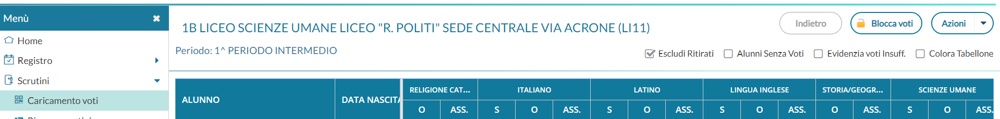 Menù
Home
Registro
Scrutini
Caricamento voti
1B LICEO SCIENZE UMANE LICEO "R. POLITI" SEDE CENTRALE VIA ACRONE (LI11)
Periodo: 1^ PERIODO INTERMEDIO
Indietro
Blocca voti
Azioni
Escludi Ritirati
Alunni Senza Voti
Evidenzia voti Insuff.
Colora Tabellone
ALUNNO
DATA NASCITA
RELIGIONE CAT... ITALIANO LATINO LINGUA INGLESE STORIA/GEOGR... SCIENZE UMANE
O ASS. S O ASS. S O ASS. S O ASS. O ASS. S O ASS.